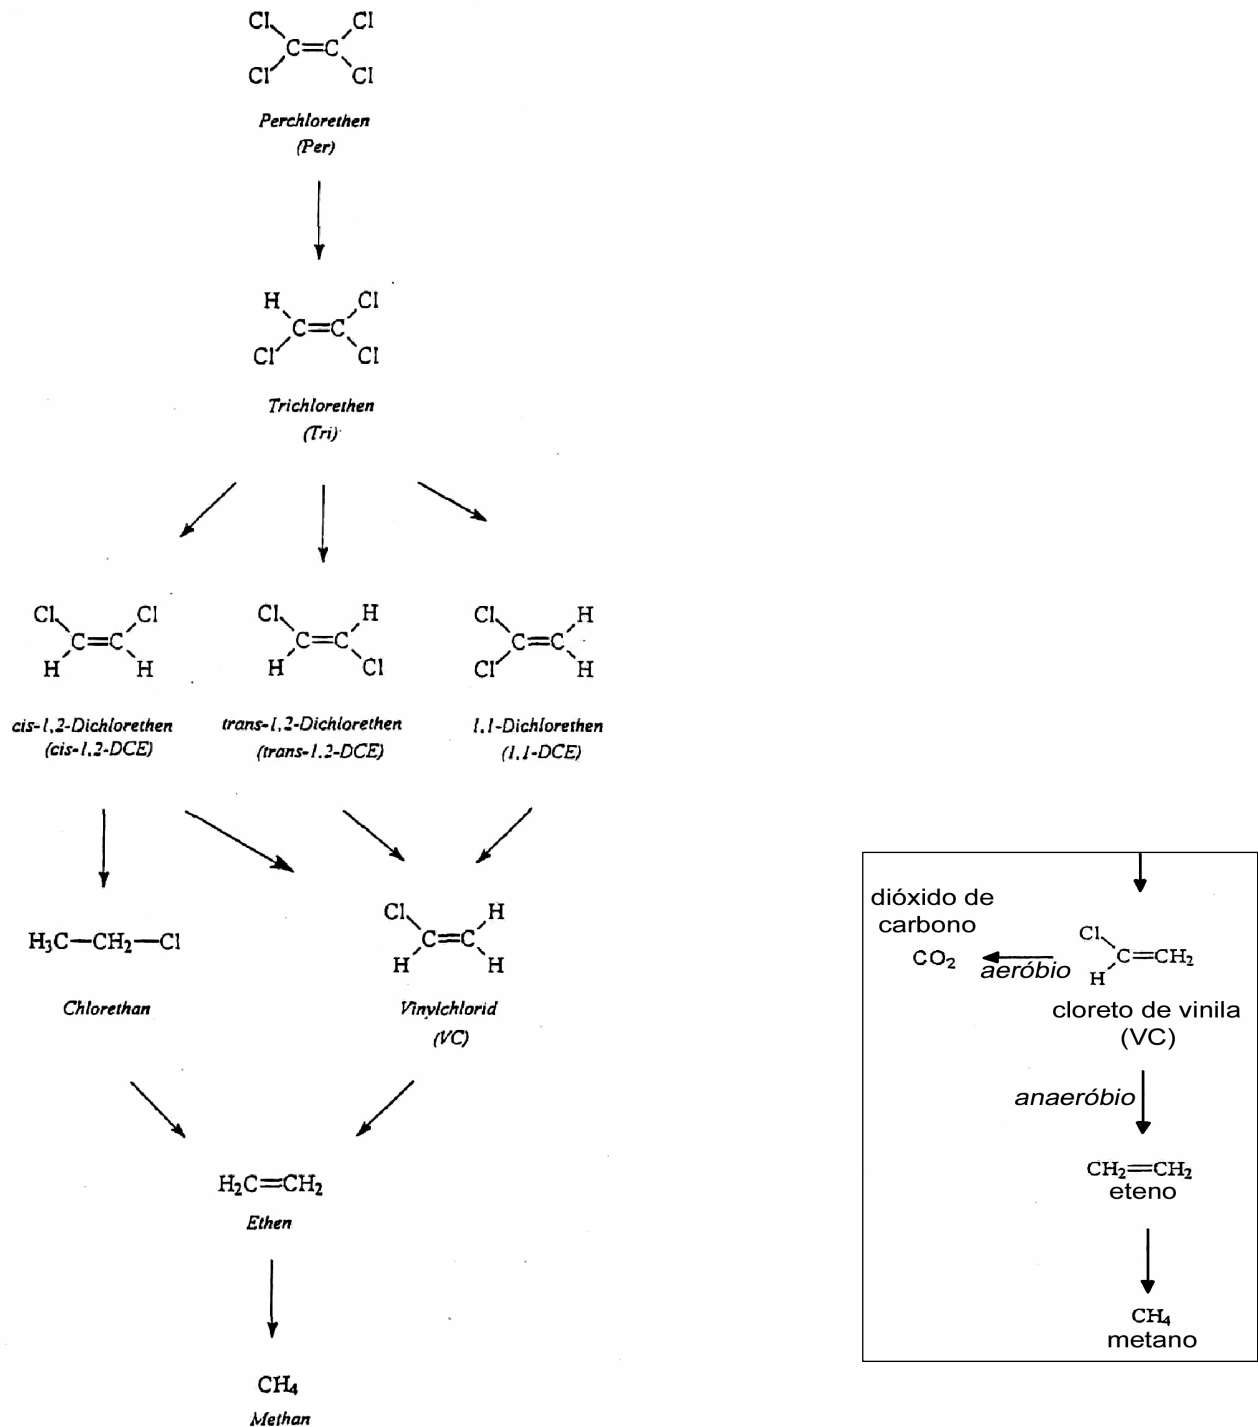 Cl Cl
C=C
Cl Cl
Perchlorethen
(Per)
H Cl
C=C
Cl Cl
Trichlorethen
(Tri)
Cl Cl
C=C
H H
cis-1,2-Dichlorethen
(cis-1,2-DCE)
Cl H
C=C
H Cl
trans-1,2-Dichlorethen
(trans-1,2-DCE)
Cl H
C=C
Cl H
1,1-Dichlorethen
(1,1-DCE)
H₃C—CH₂—Cl
Chlorethan
Cl H
C=C
H H
Vinylchlorid
(VC)
H₂C=CH₂
Ethen
CH₄
Methan
dióxido de
carbono
CO₂
aeróbio
Cl
C=CH₂
H
cloreto de vinila
(VC)
anaeróbio
CH₂=CH₂
eteno
CH₄
metano